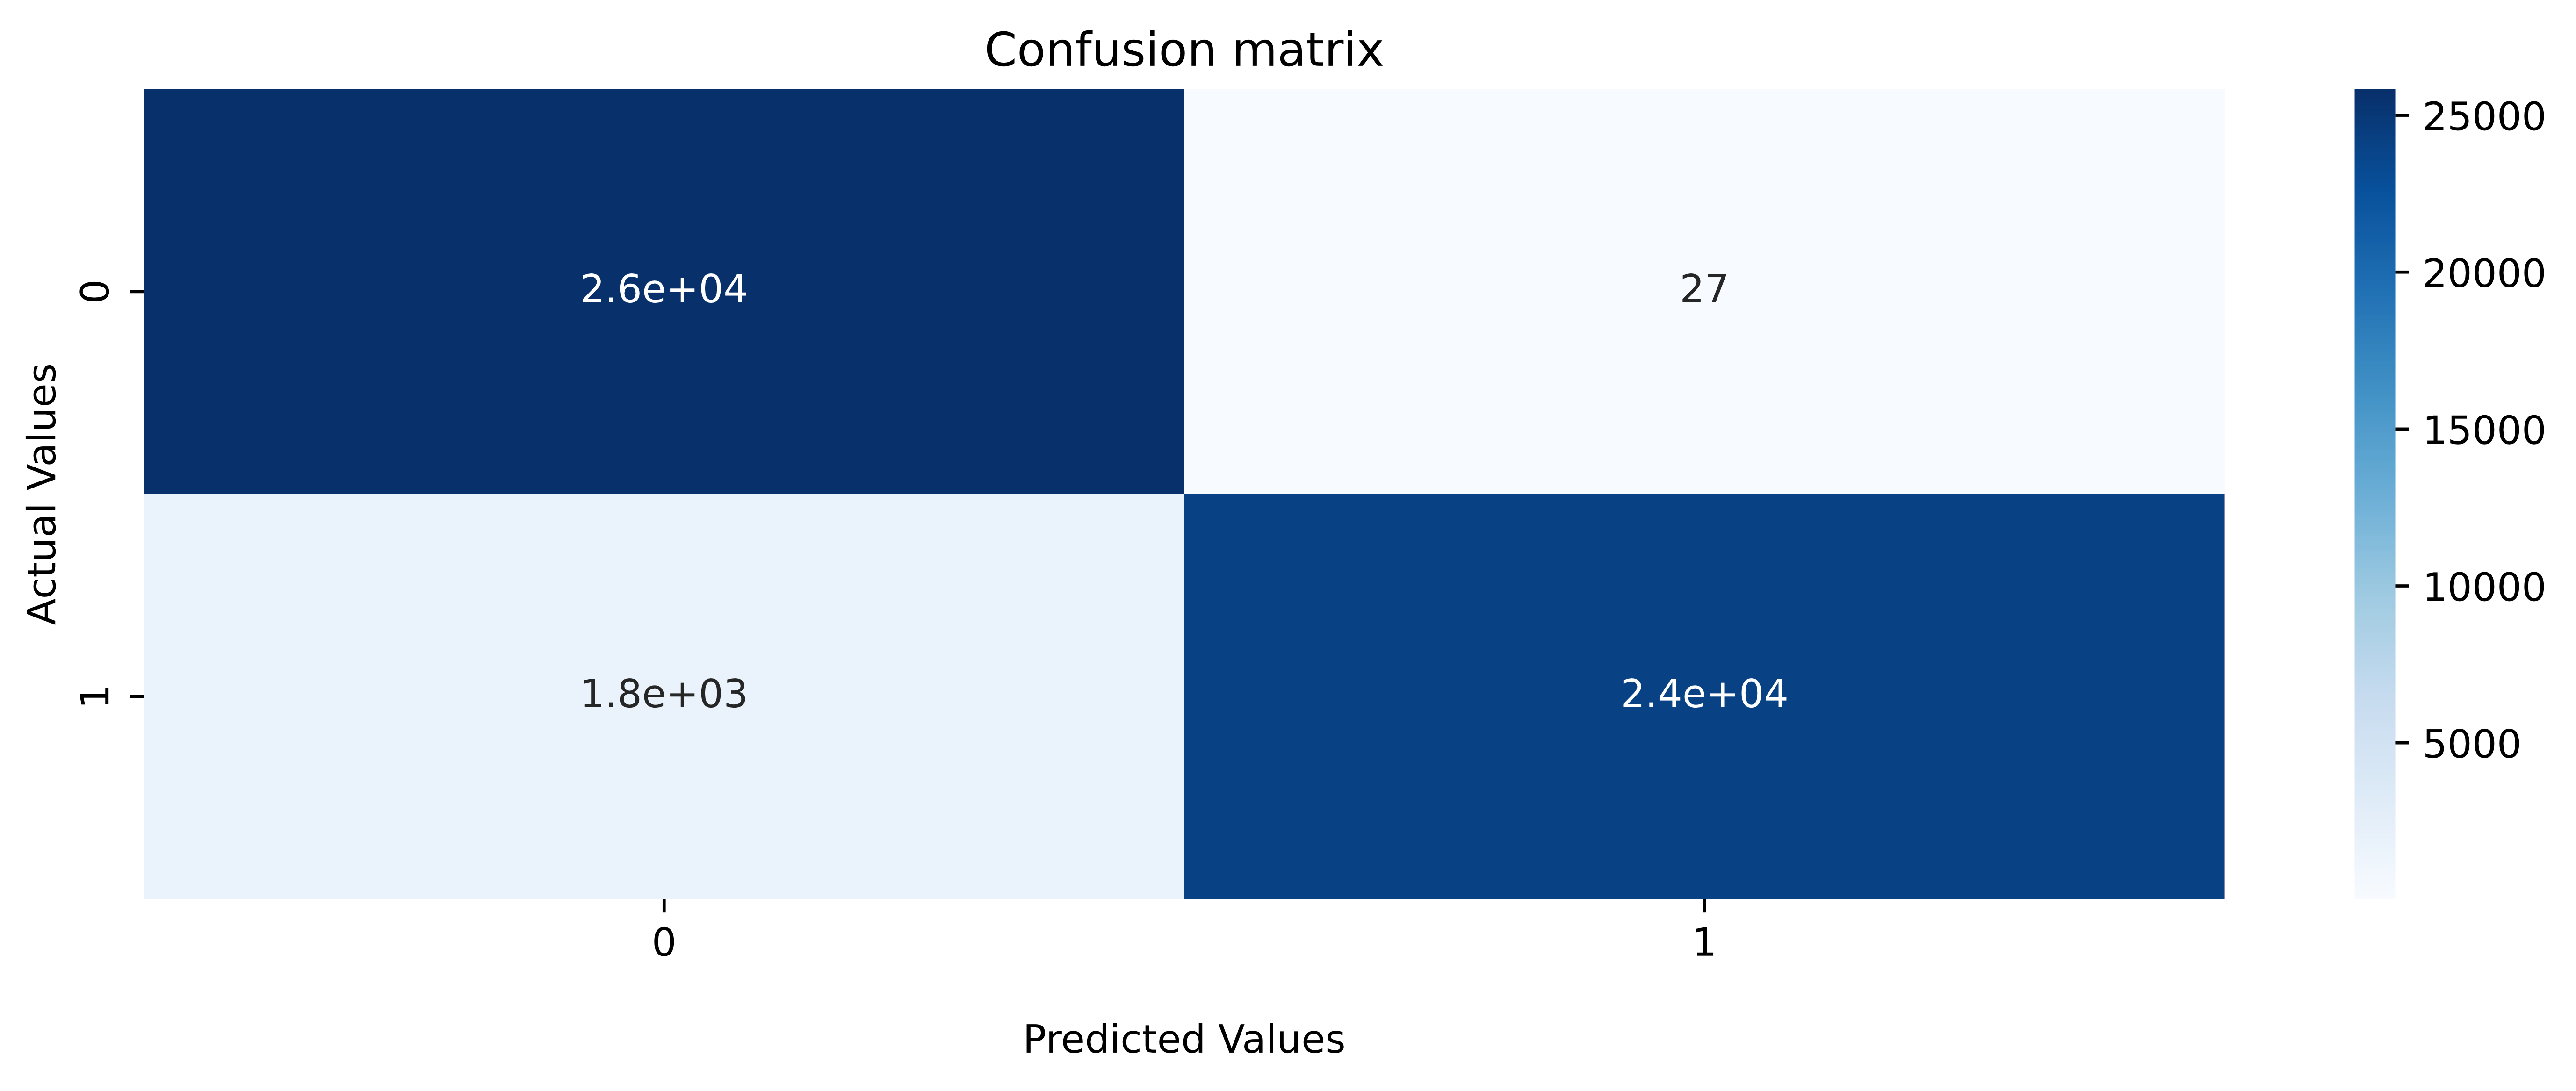 Confusion matrix
Actual Values
0
2.6e+04
27
1
1.8e+03
2.4e+04
0
1
Predicted Values
25000
20000
15000
10000
5000